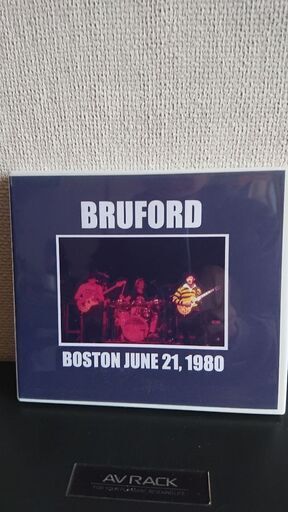 BRUFORD
BOSTON JUNE 21, 1980
AV RACK